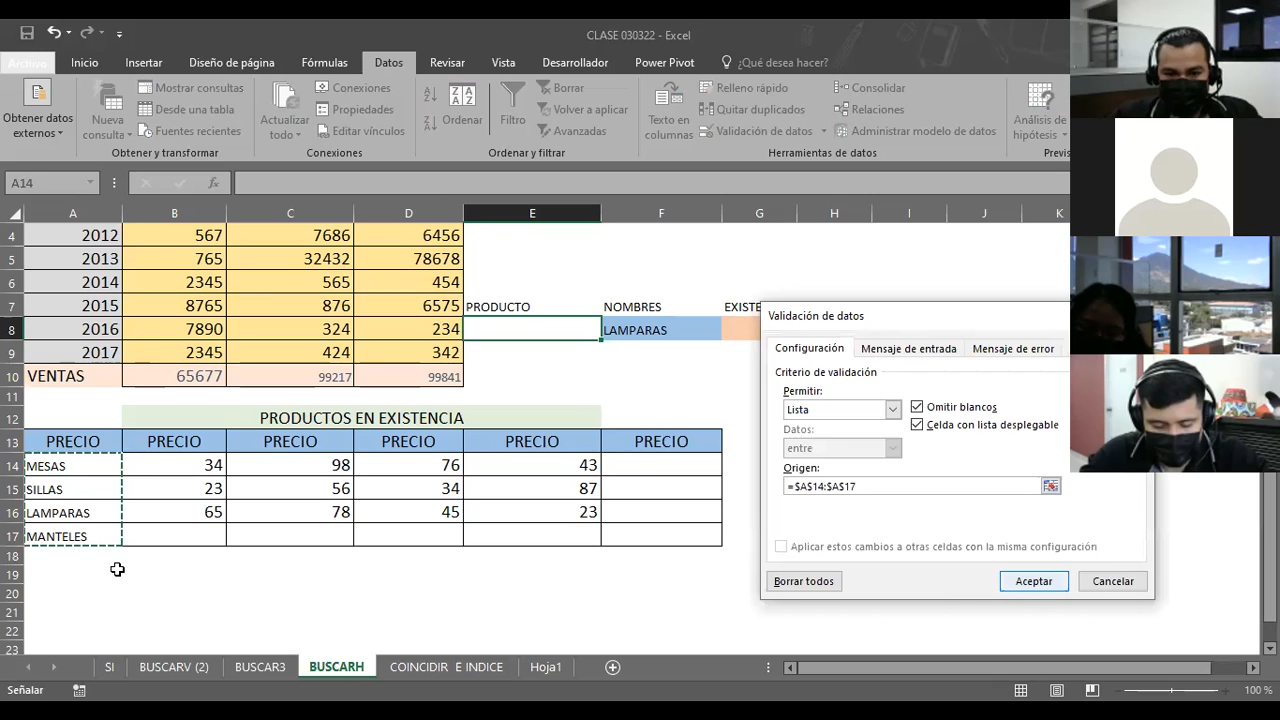 CLASE 030322 - Excel
Archivo Inicio Insertar Diseño de página Fórmulas Datos Revisar Vista Desarrollador Power Pivot ¿Qué desea hacer?
Obtener datos externos
Nueva consulta
Mostrar consultas
Desde una tabla
Fuentes recientes
Obtener y transformar
Actualizar todo
Conexiones
Propiedades
Editar vínculos
Conexiones
Ordenar
Filtro
Borrar
Volver a aplicar
Avanzadas
Ordenar y filtrar
Texto en columnas
Relleno rápido
Quitar duplicados
Validación de datos
Consolidar
Relaciones
Administrar modelo de datos
Herramientas de datos
Análisis de hipótesis
Previs
A14 fx
A B C D E F G H I J K
4 2012 567 7686 6456
5 2013 765 32432 78678
6 2014 2345 565 454
7 2015 8765 876 6575 PRODUCTO NOMBRES EXISTE
8 2016 7890 324 234 LAMPARAS
9 2017 2345 424 342
10 VENTAS 65677 99217 99841
11
12 PRODUCTOS EN EXISTENCIA
13 PRECIO PRECIO PRECIO PRECIO PRECIO PRECIO
14 MESAS 34 98 76 43
15 SILLAS 23 56 34 87
16 LAMPARAS 65 78 45 23
17 MANTELES
18
19
20
21
22
23
Validación de datos
Configuración Mensaje de entrada Mensaje de error
Criterio de validación
Permitir:
Lista
Omitir blancos
Celda con lista desplegable
Datos:
entre
Origen:
=$A$14:$A$17
Aplicar estos cambios a otras celdas con la misma configuración
Borrar todos Aceptar Cancelar
SI BUSCARV (2) BUSCAR3 BUSCARH COINCIDIR E INDICE Hoja1
Señalar 100 %